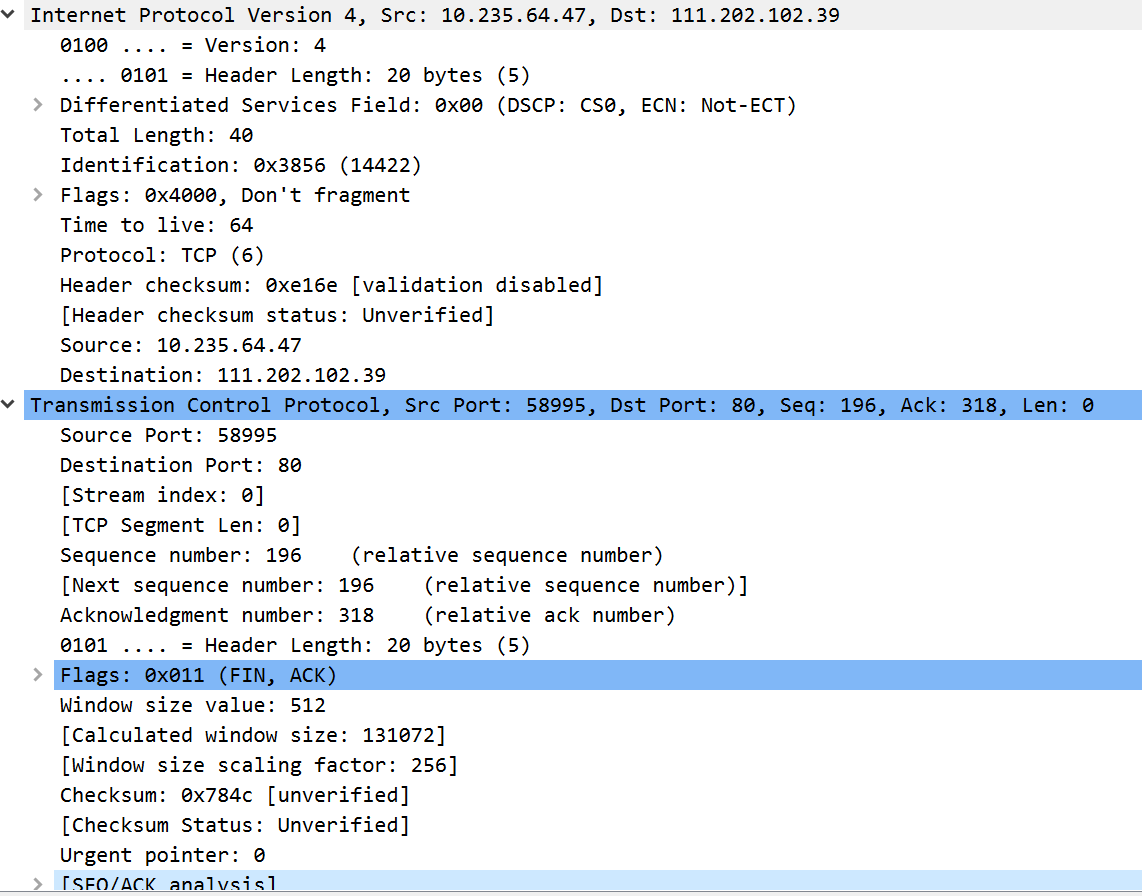 Internet Protocol Version 4, Src: 10.235.64.47, Dst: 111.202.102.39
0100 .... = Version: 4
.... 0101 = Header Length: 20 bytes (5)
Differentiated Services Field: 0x00 (DSCP: CS0, ECN: Not-ECT)
Total Length: 40
Identification: 0x3856 (14422)
Flags: 0x4000, Don't fragment
Time to live: 64
Protocol: TCP (6)
Header checksum: 0xe16e [validation disabled]
[Header checksum status: Unverified]
Source: 10.235.64.47
Destination: 111.202.102.39
Transmission Control Protocol, Src Port: 58995, Dst Port: 80, Seq: 196, Ack: 318, Len: 0
Source Port: 58995
Destination Port: 80
[Stream index: 0]
[TCP Segment Len: 0]
Sequence number: 196    (relative sequence number)
[Next sequence number: 196    (relative sequence number)]
Acknowledgment number: 318    (relative ack number)
0101 .... = Header Length: 20 bytes (5)
Flags: 0x011 (FIN, ACK)
Window size value: 512
[Calculated window size: 131072]
[Window size scaling factor: 256]
Checksum: 0x784c [unverified]
[Checksum Status: Unverified]
Urgent pointer: 0
[SEQ/ACK analysis]